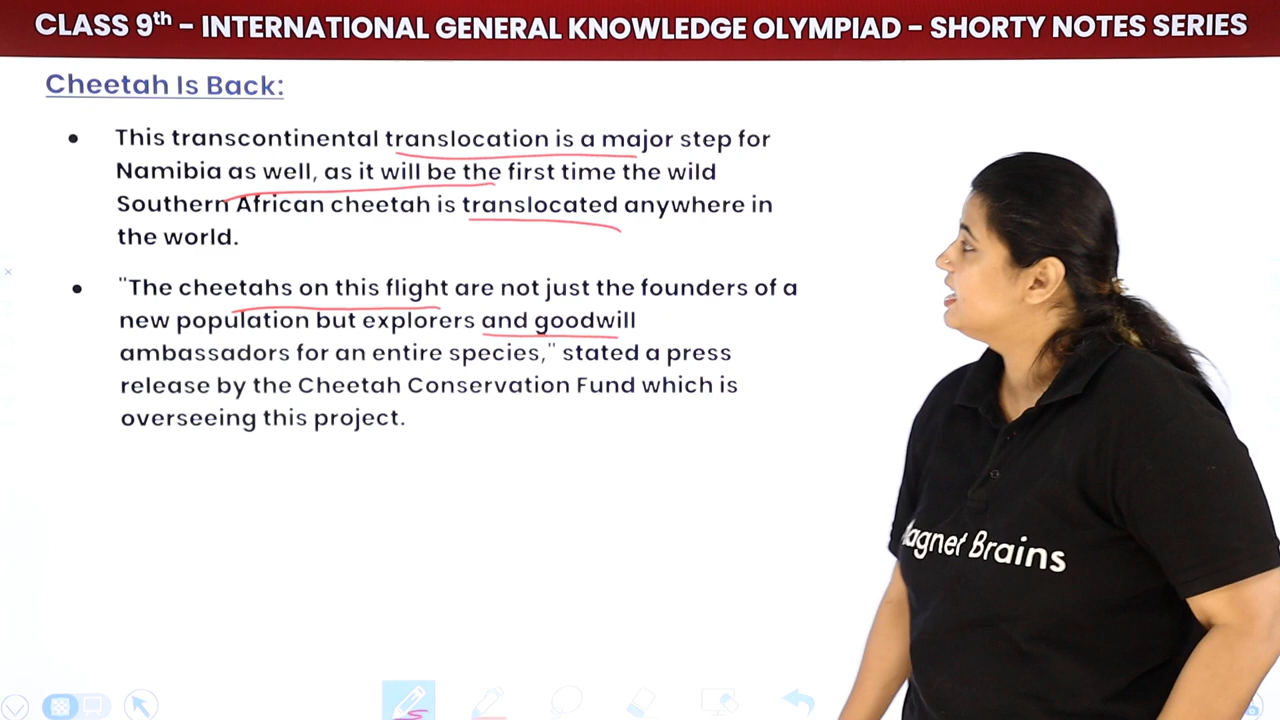 CLASS 9th – INTERNATIONAL GENERAL KNOWLEDGE OLYMPIAD – SHORTY NOTES SERIES
Cheetah Is Back:
• This transcontinental translocation is a major step for
Namibia as well, as it will be the first time the wild
Southern African cheetah is translocated anywhere in
the world.
• "The cheetahs on this flight are not just the founders of a
new population but explorers and goodwill
ambassadors for an entire species," stated a press
release by the Cheetah Conservation Fund which is
overseeing this project.
Brains